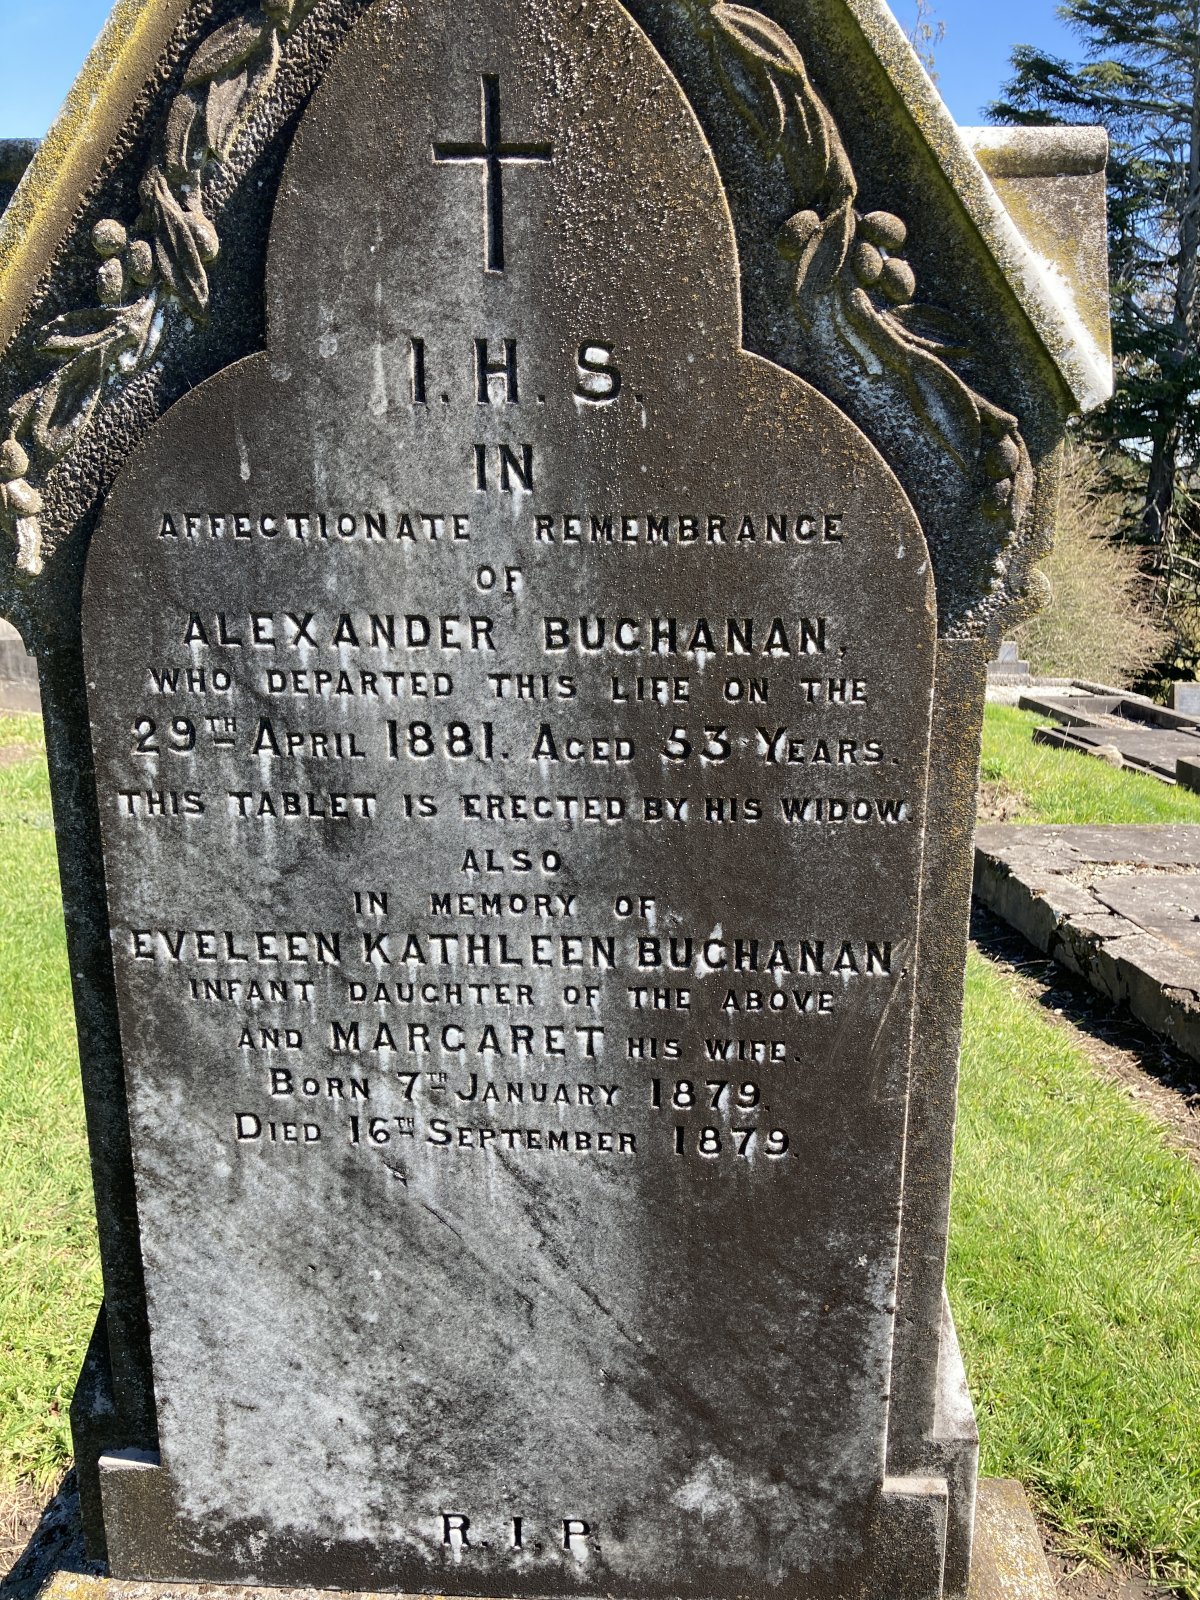 I.H.S.
IN
AFFECTIONATE REMEMBRANCE
OF
ALEXANDER BUCHANAN,
WHO DEPARTED THIS LIFE ON THE
29TH APRIL 1881. AGED 53 YEARS.
THIS TABLET IS ERECTED BY HIS WIDOW.
ALSO
IN MEMORY OF
EVELEEN KATHLEEN BUCHANAN,
INFANT DAUGHTER OF THE ABOVE
AND MARGARET HIS WIFE.
BORN 7TH JANUARY 1879.
DIED 16TH SEPTEMBER 1879.
R.I.P.